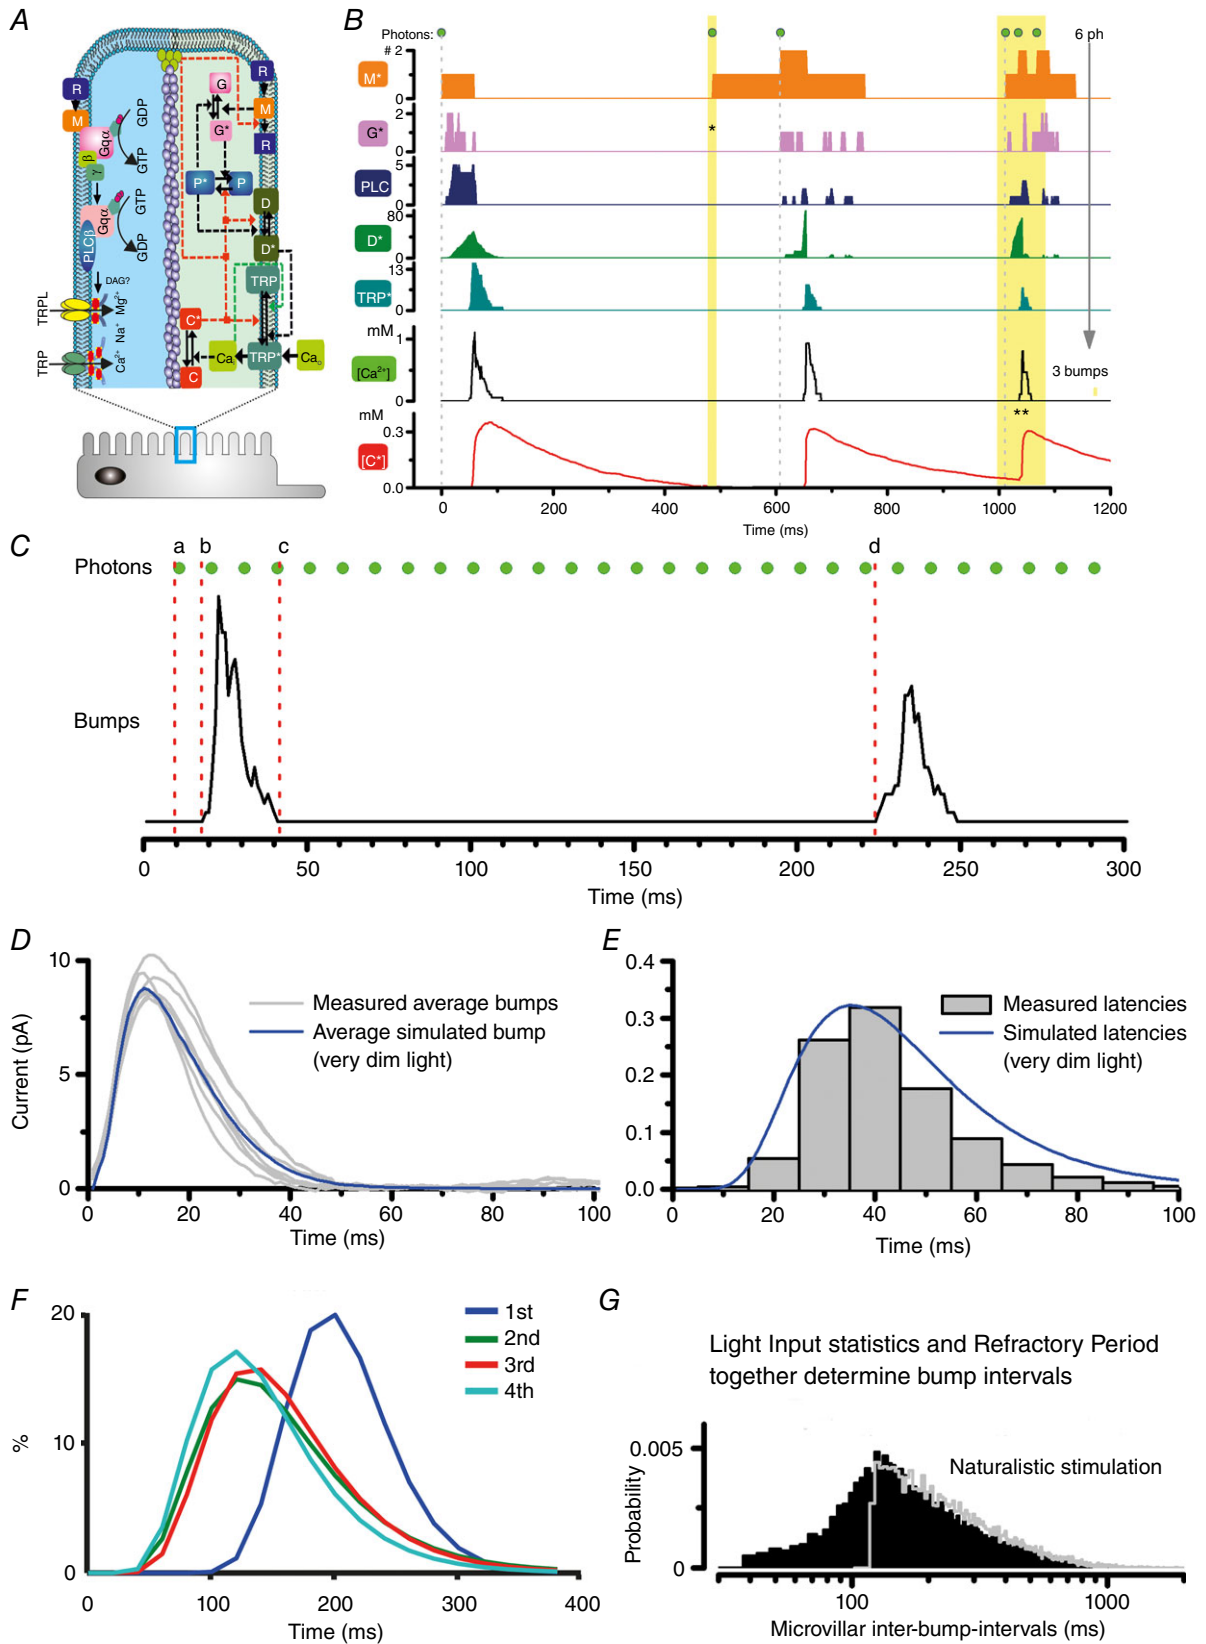 A
R
M
Gqα
β
γ
GDP
GTP
Gqα
PLCβ
GTP
GDP
DAG?
TRPL
TRP
Mg2+
Na+
Ca2+
G
G*
R
M
R
P*
P
D
D*
TRP
C*
C
Ca
TRP*
Cao
B
Photons:
6 ph
# 2
M*
0
2
G*
0
*
5
PLC
0
80
D*
0
13
TRP*
0
mM
1
[Ca2+]
0
3 bumps
mM
**
0.3
[C*]
0.0
0 200 400 600 800 1000 1200
Time (ms)
C
a b c d
Photons
Bumps
0 50 100 150 200 250 300
Time (ms)
D
10
5
0
Current (pA)
Measured average bumps
Average simulated bump
(very dim light)
0 20 40 60 80 100
Time (ms)
E
0.4
0.3
0.2
0.1
0.0
Measured latencies
Simulated latencies
(very dim light)
0 20 40 60 80 100
Time (ms)
F
20
10
0
%
1st
2nd
3rd
4th
0 100 200 300 400
Time (ms)
G
Light Input statistics and Refractory Period
together determine bump intervals
0.005
0
Probability
Naturalistic stimulation
100 1000
Microvillar inter-bump-intervals (ms)